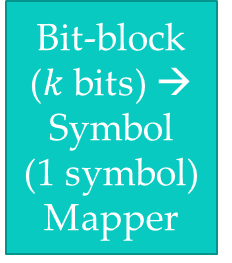 Bit-block
(k bits) →
Symbol
(1 symbol)
Mapper